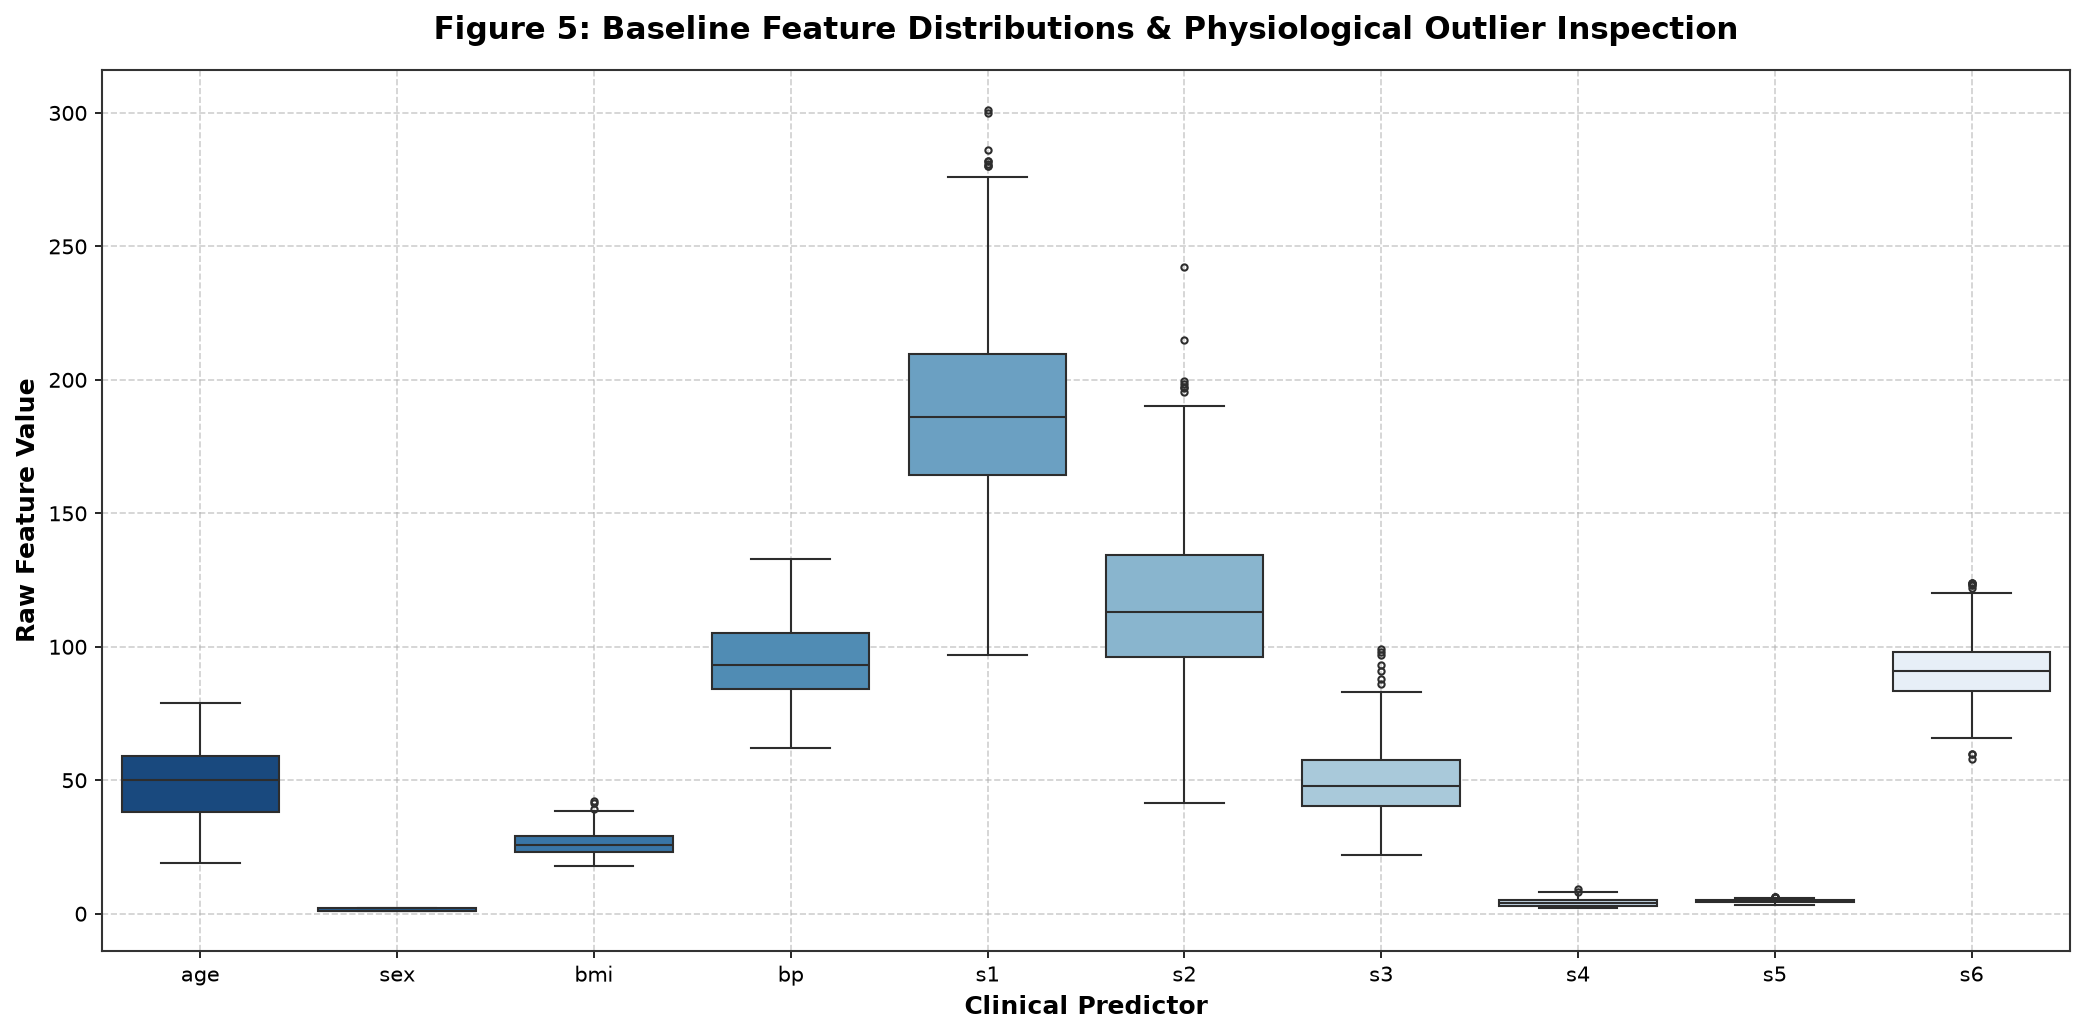 Figure 5: Baseline Feature Distributions & Physiological Outlier Inspection
Raw Feature Value
300
250
200
150
100
50
0
age sex bmi bp s1 s2 s3 s4 s5 s6
Clinical Predictor